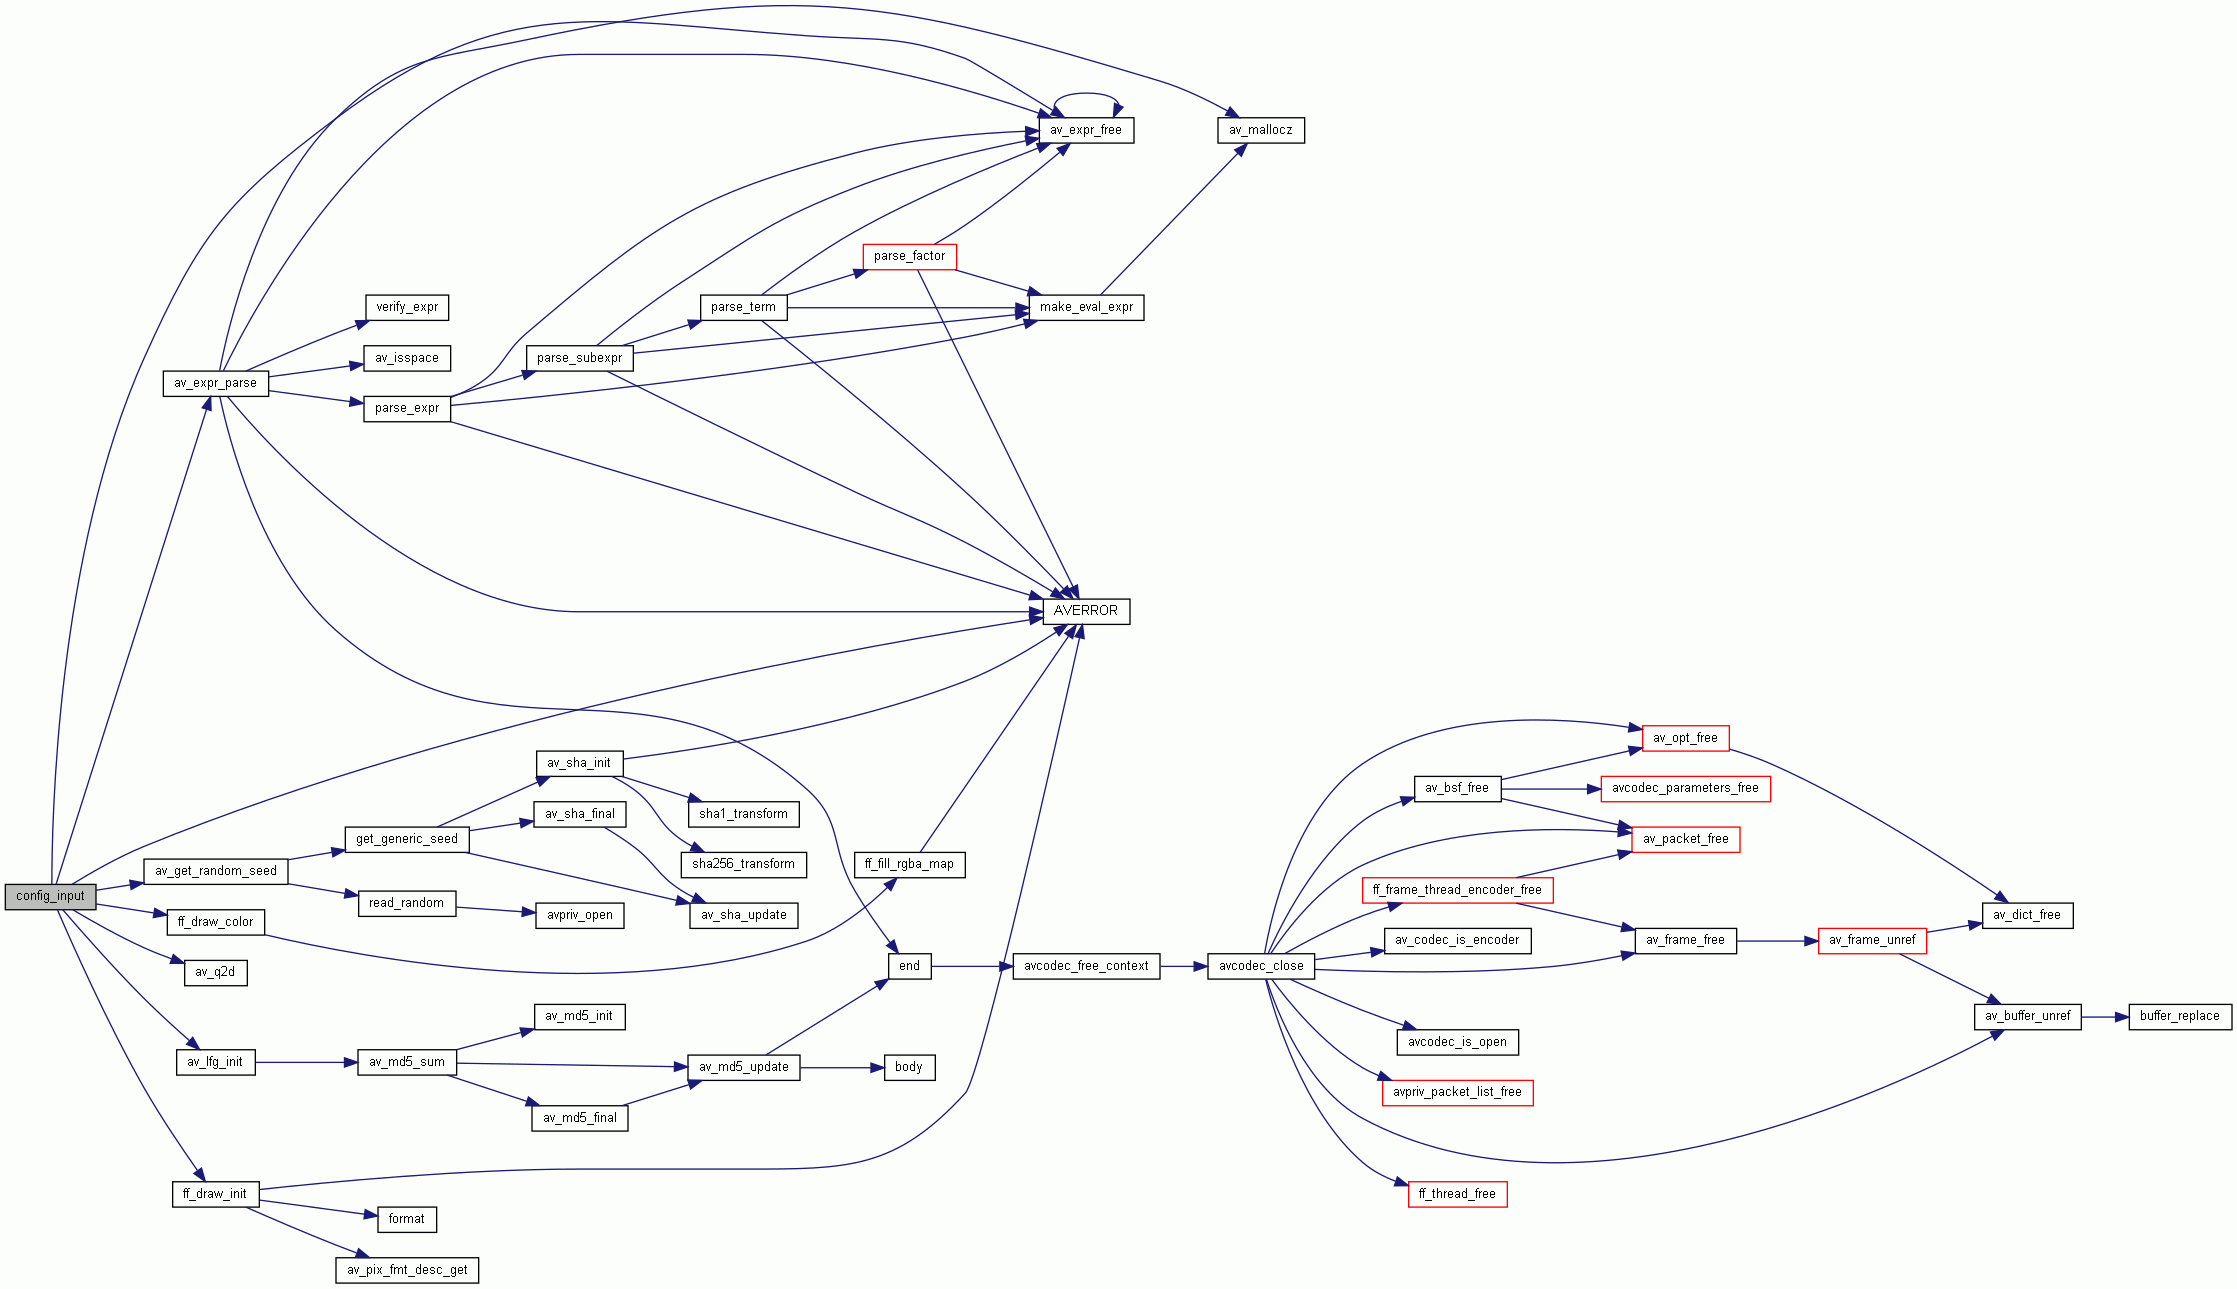 av_expr_free
av_mallocz
parse_factor
verify_expr
parse_term
make_eval_expr
av_isspace
parse_subexpr
av_expr_parse
parse_expr
AVERROR
av_opt_free
av_sha_init
av_bsf_free
avcodec_parameters_free
sha1_transform
av_sha_final
get_generic_seed
av_packet_free
sha256_transform
ff_fill_rgba_map
av_get_random_seed
ff_frame_thread_encoder_free
config_input
read_random
avpriv_open
av_sha_update
av_dict_free
ff_draw_color
av_codec_is_encoder
av_frame_free
av_frame_unref
av_q2d
end
avcodec_free_context
avcodec_close
av_md5_init
av_buffer_unref
buffer_replace
avcodec_is_open
av_lfg_init
av_md5_sum
av_md5_update
body
avpriv_packet_list_free
av_md5_final
ff_draw_init
ff_thread_free
format
av_pix_fmt_desc_get